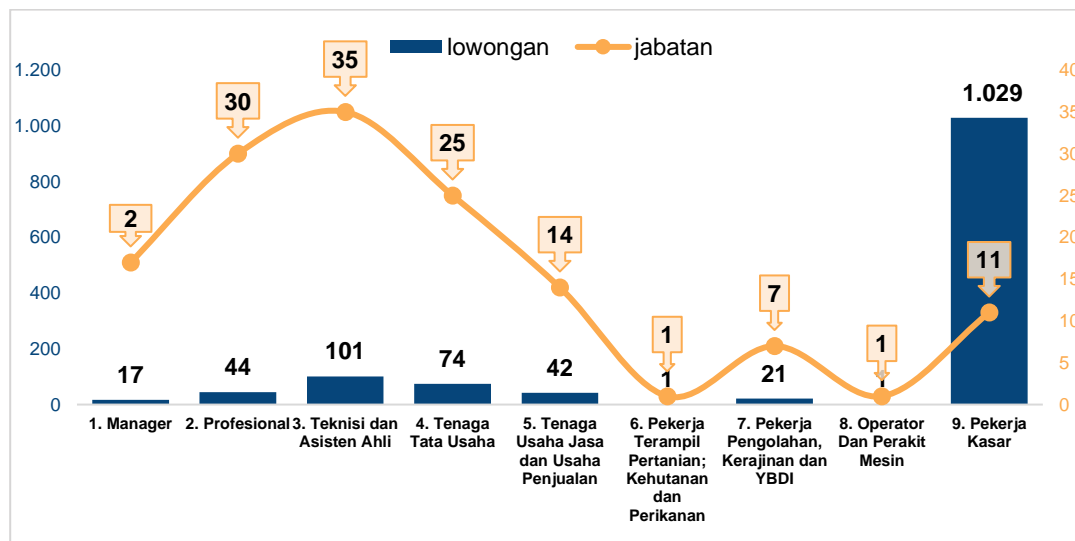 lowongan jabatan
1.200
1.000
800
600
400
200
0
40
35
30
25
20
15
10
5
0
2
30
35
25
14
1
7
1
11
17
44
101
74
42
1
21
1
1.029
1. Manager
2. Profesional
3. Teknisi dan
Asisten Ahli
4. Tenaga
Tata Usaha
5. Tenaga
Usaha Jasa
dan Usaha
Penjualan
6. Pekerja
Terampil
Pertanian;
Kehutanan
dan
Perikanan
7. Pekerja
Pengolahan,
Kerajinan dan
YBDI
8. Operator
Dan Perakit
Mesin
9. Pekerja
Kasar